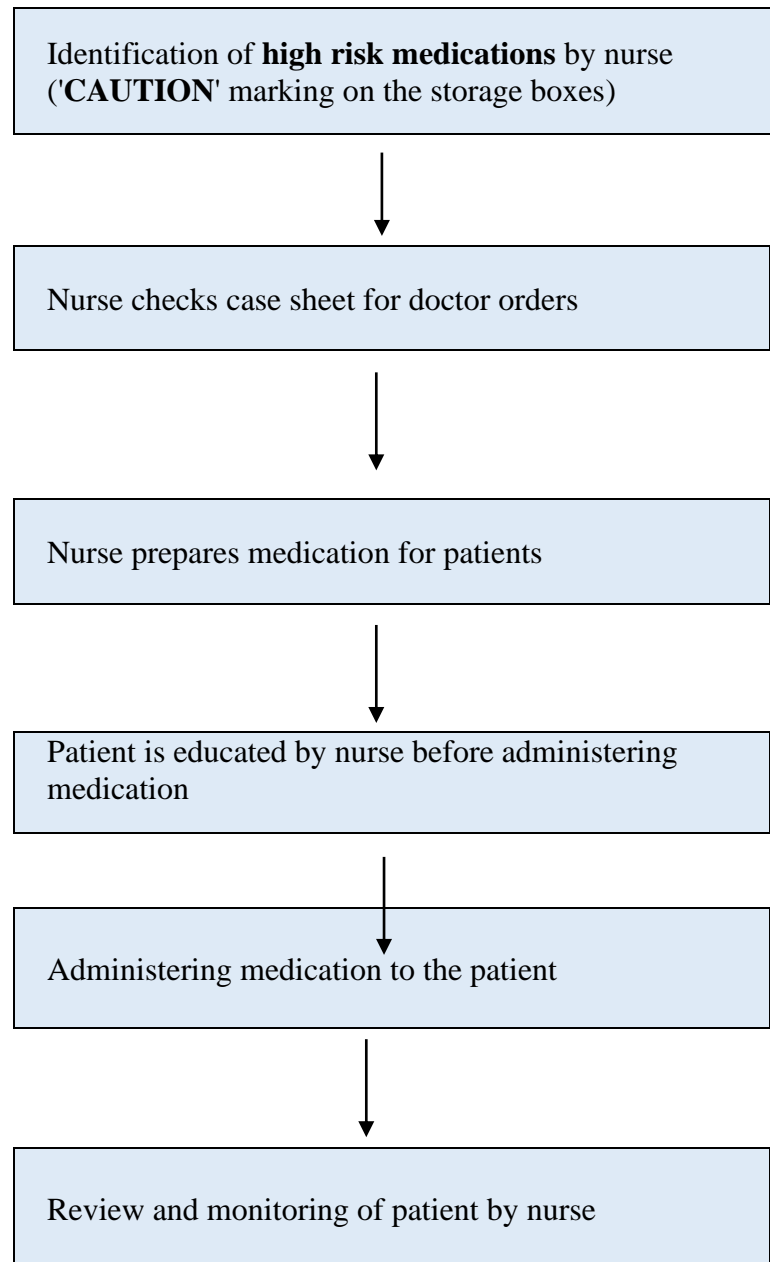 Identification of high risk medications by nurse
('CAUTION' marking on the storage boxes)
Nurse checks case sheet for doctor orders
Nurse prepares medication for patients
Patient is educated by nurse before administering
medication
Administering medication to the patient
Review and monitoring of patient by nurse